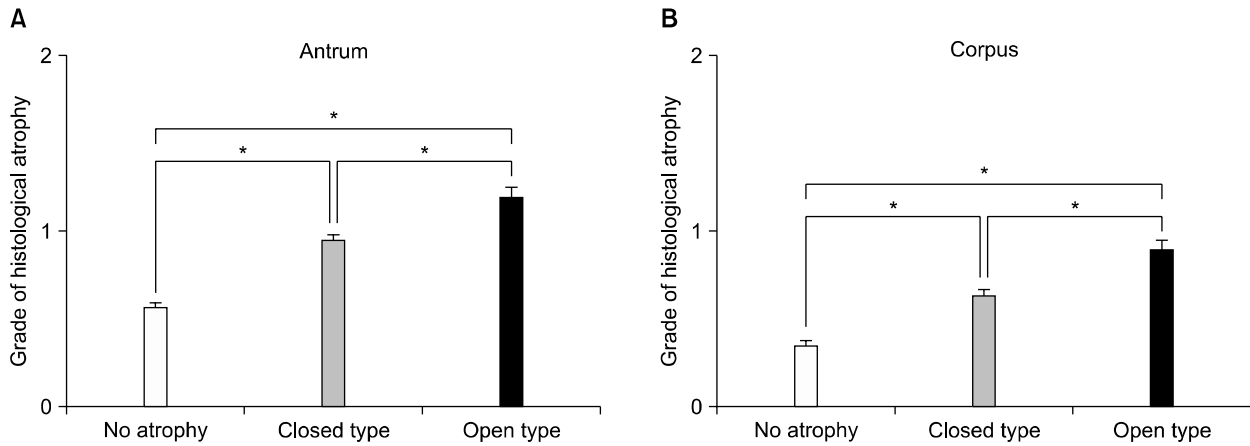 A
Antrum
Grade of histological atrophy
2
1
0
*
*
*
No atrophy
Closed type
Open type
B
Corpus
Grade of histological atrophy
2
1
0
*
*
*
No atrophy
Closed type
Open type